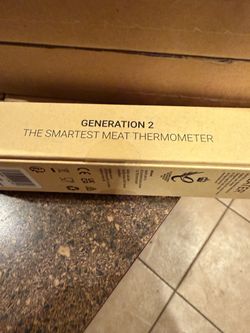 GENERATION 2
THE SMARTEST MEAT THERMOMETER